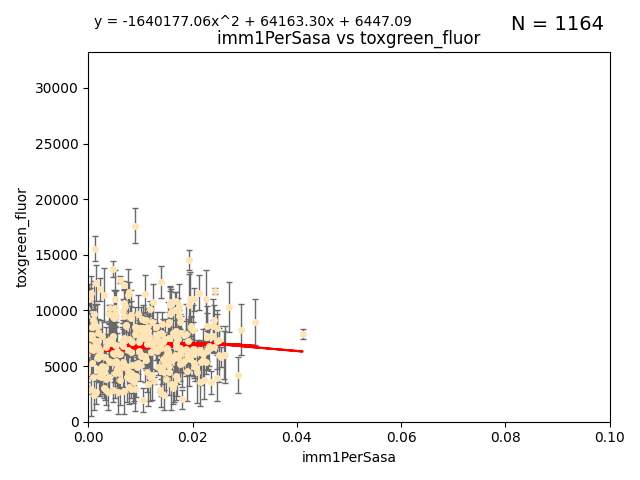 y = -1640177.06x^2 + 64163.30x + 6447.09
N = 1164
imm1PerSasa vs toxgreen_fluor
30000
25000
20000
15000
10000
5000
0
toxgreen_fluor
0.00
0.02
0.04
0.06
0.08
0.10
imm1PerSasa